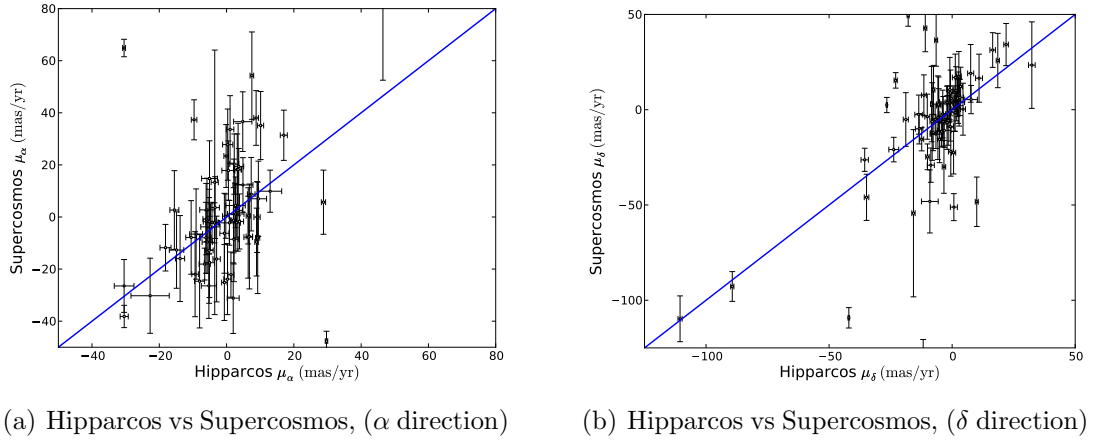 80
60
40
20
0
−20
−40
−40 −20 0 20 40 60 80
Supercosmos μα (mas/yr)
Hipparcos μα (mas/yr)
50
0
−50
−100
−100 −50 0 50
Supercosmos μδ (mas/yr)
Hipparcos μδ (mas/yr)
(a) Hipparcos vs Supercosmos, (α direction)
(b) Hipparcos vs Supercosmos, (δ direction)